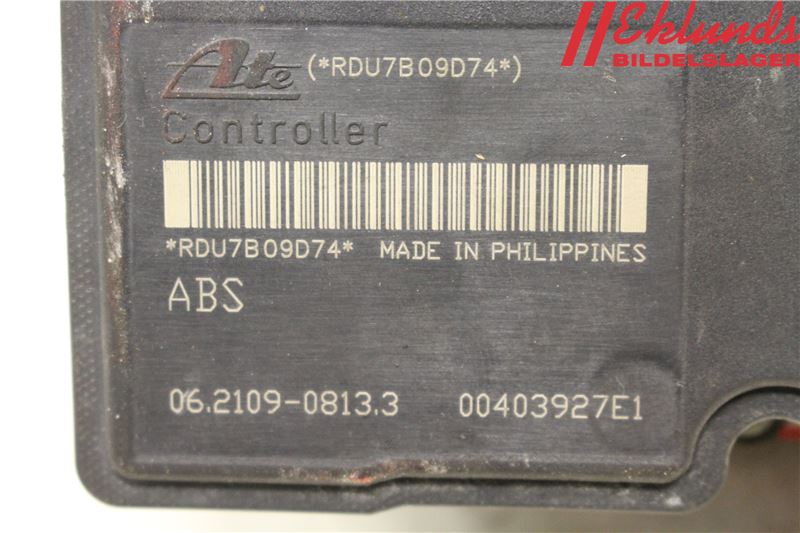 Eklunds
BILDELSLAGER
Ate (*RDU7B09D74*)
Controller
*RDU7B09D74* MADE IN PHILIPPINES
ABS
06.2109-0813.3 00403927E1